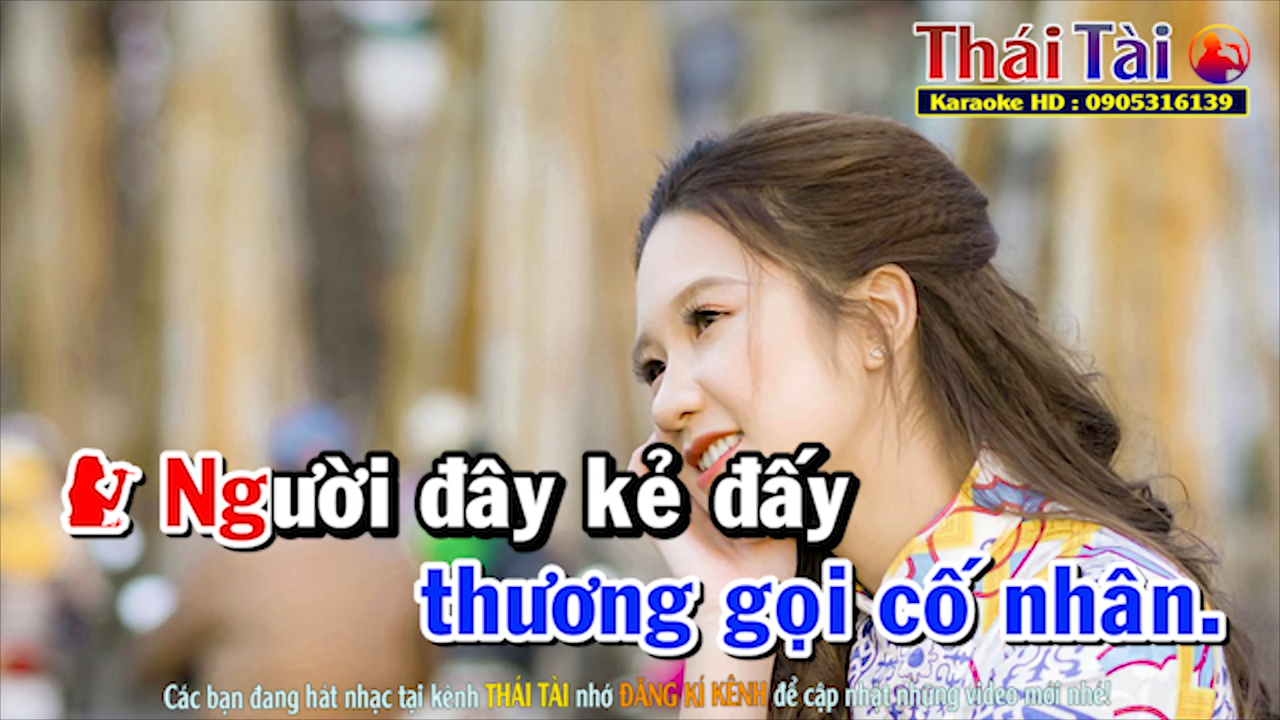 Thái Tài
Karaoke HD : 0905316139
Người đây kẻ đấy
thương gọi cố nhân.
Các bạn đang hát nhạc tại kênh THÁI TÀI nhớ ĐĂNG KÍ KÊNH để cập nhật những video mới nhé!